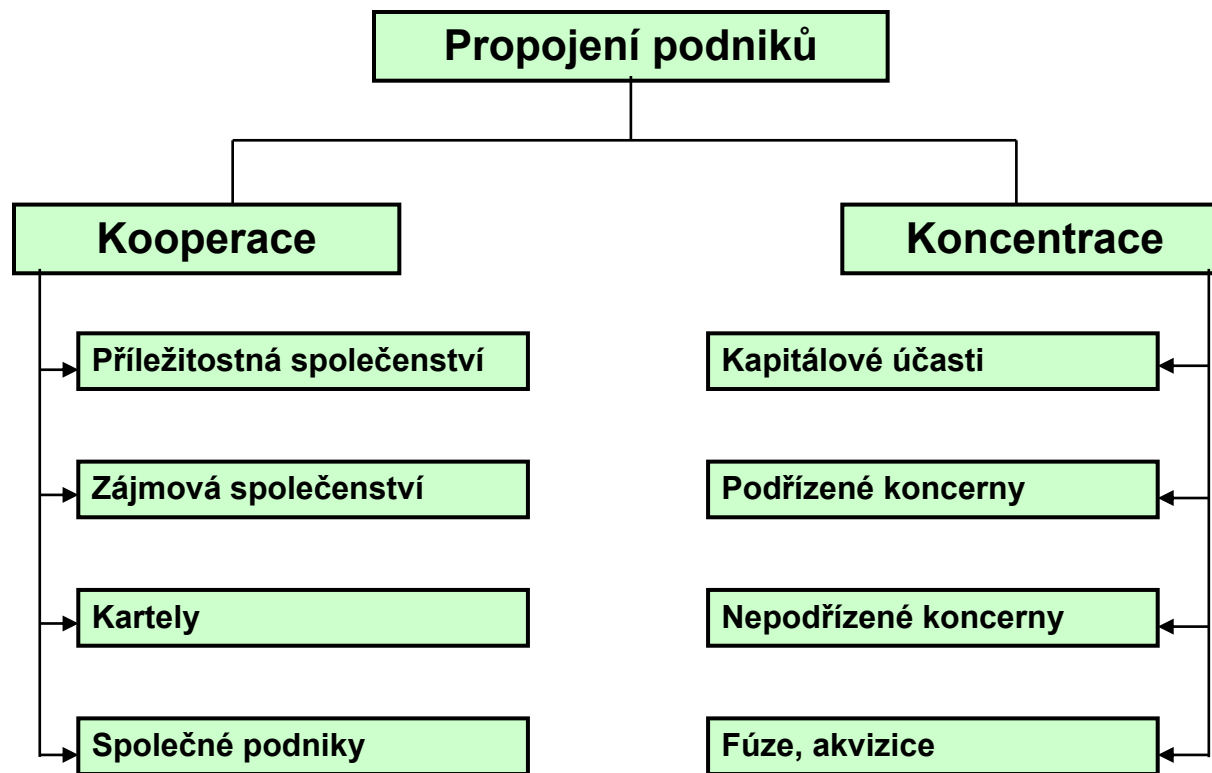 Propojení podniků
Kooperace
Koncentrace
Příležitostná společenství
Kapitálové účasti
Zájmová společenství
Podřízené koncerny
Kartely
Nepodřízené koncerny
Společné podniky
Fúze, akvizice